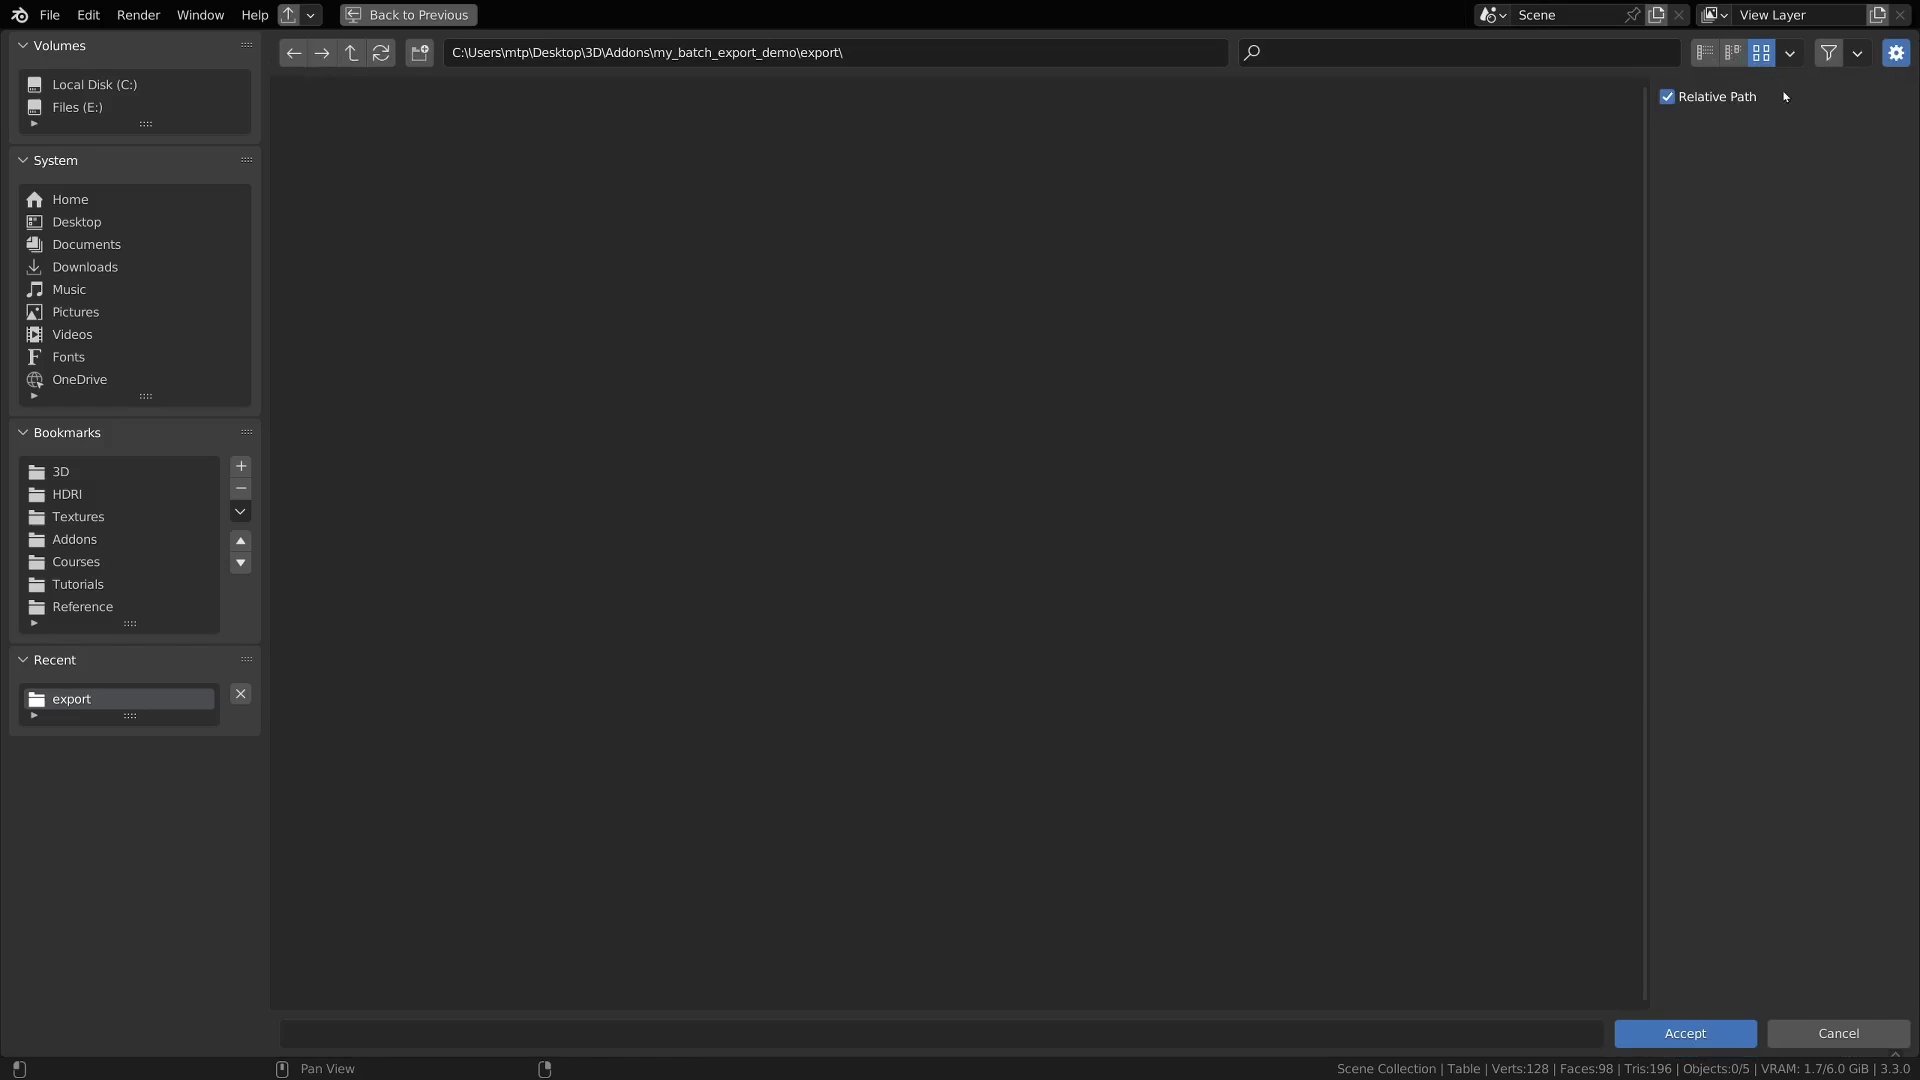 File Edit Render Window Help Back to Previous Scene View Layer
Volumes
C:\Users\mtp\Desktop\3D\Addons\my_batch_export_demo\export\
Local Disk (C:)
Files (E:)
Relative Path
System
Home
Desktop
Documents
Downloads
Music
Pictures
Videos
Fonts
OneDrive
Bookmarks
3D
HDRI
Textures
Addons
Courses
Tutorials
Reference
Recent
export
Accept Cancel
Pan View Scene Collection | Table | Verts:128 | Faces:98 | Tris:196 | Objects:0/5 | VRAM: 1.7/6.0 GiB | 3.3.0